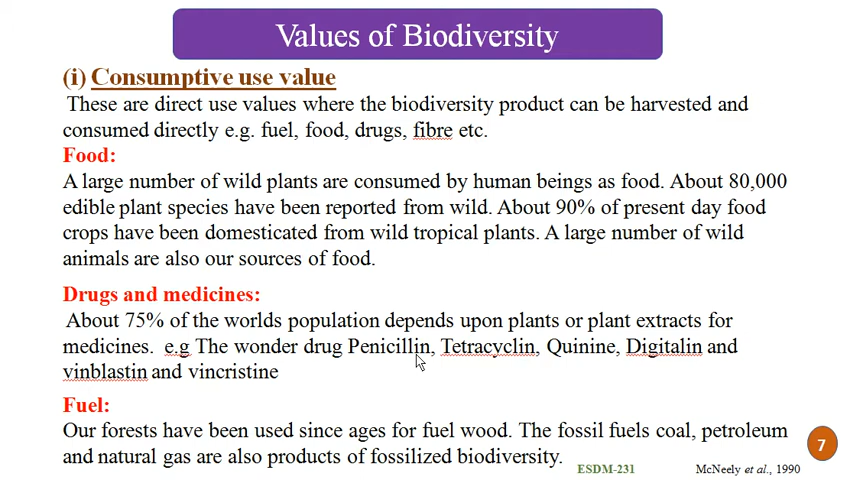 Values of Biodiversity
(i) Consumptive use value
These are direct use values where the biodiversity product can be harvested and
consumed directly e.g. fuel, food, drugs, fibre etc.
Food:
A large number of wild plants are consumed by human beings as food. About 80,000
edible plant species have been reported from wild. About 90% of present day food
crops have been domesticated from wild tropical plants. A large number of wild
animals are also our sources of food.
Drugs and medicines:
About 75% of the worlds population depends upon plants or plant extracts for
medicines. e.g The wonder drug Penicillin, Tetracyclin, Quinine, Digitalin and
vinblastin and vincristine
Fuel:
Our forests have been used since ages for fuel wood. The fossil fuels coal, petroleum
and natural gas are also products of fossilized biodiversity.
7
ESDM-231 McNeely et al., 1990